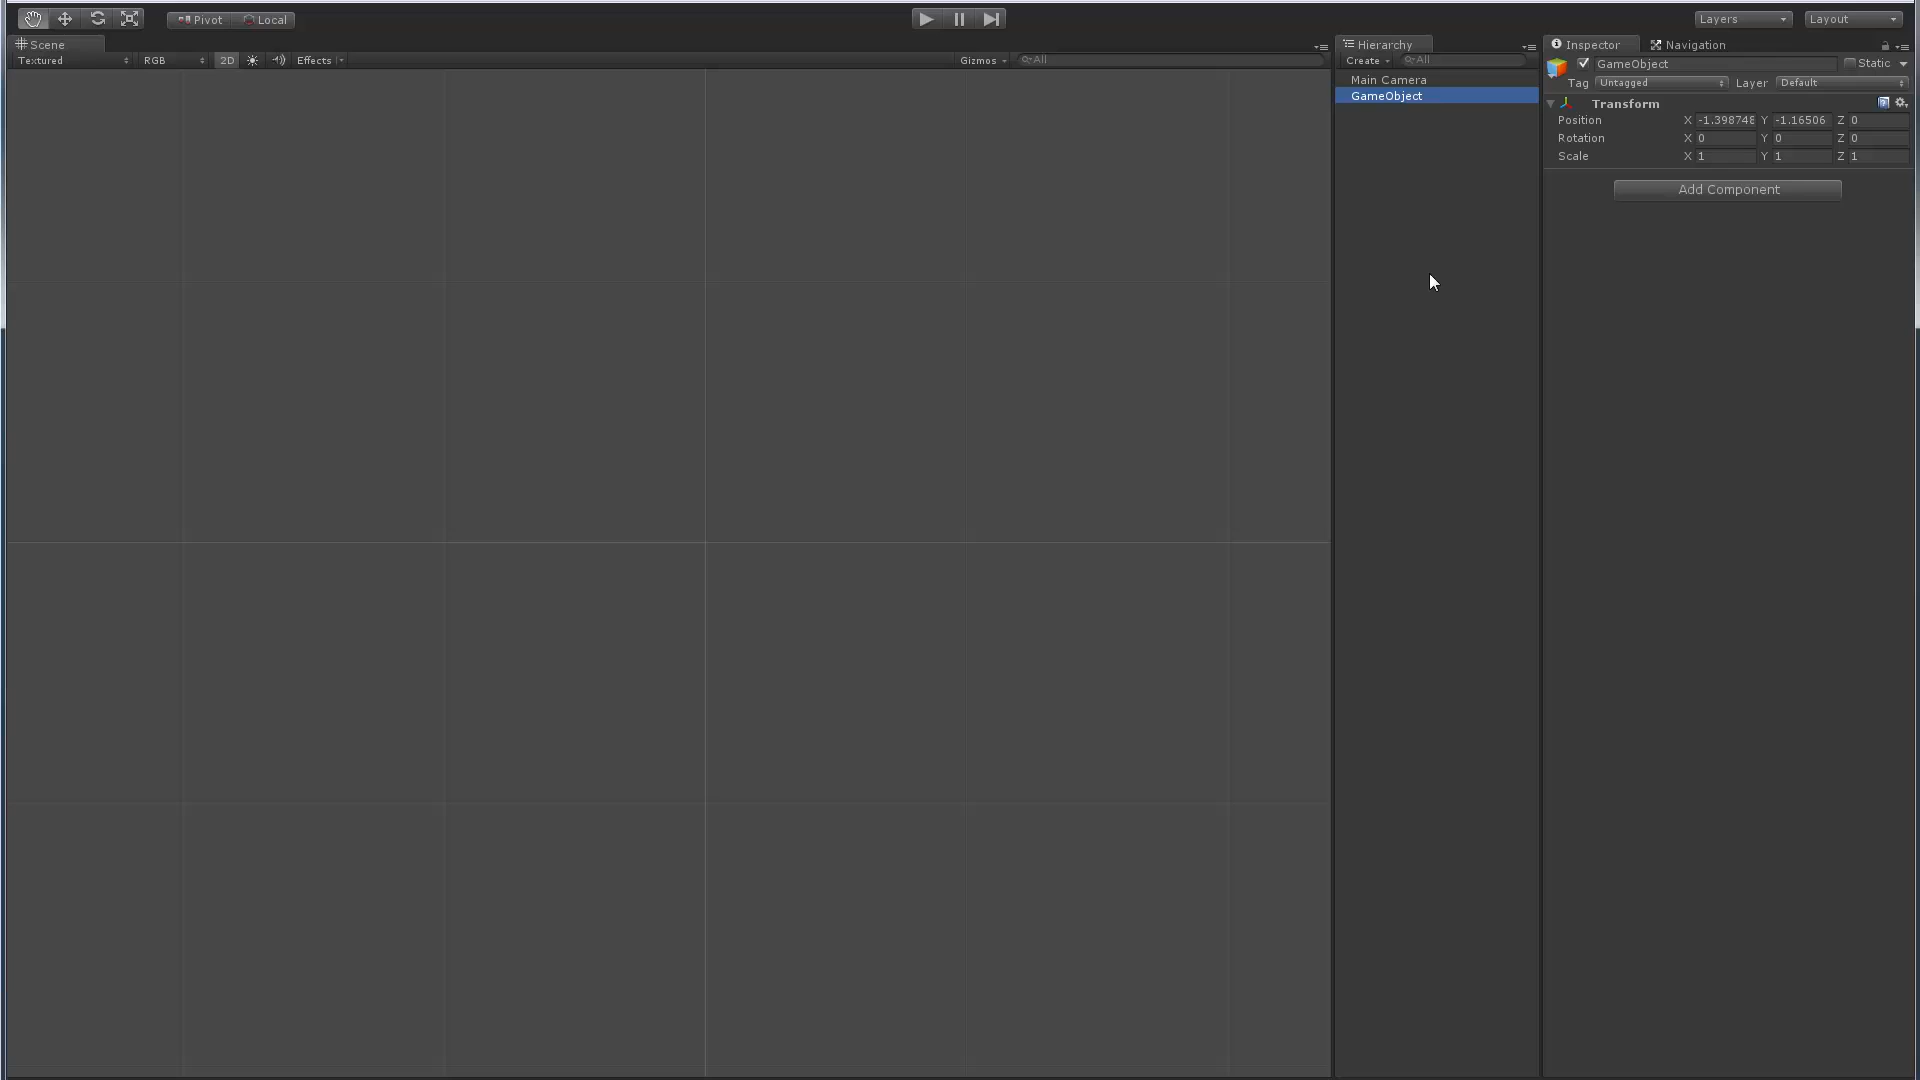 Pivot Local Layers Layout
Scene Hierarchy Inspector Navigation
Textured RGB 2D Effects Gizmos All Create All GameObject Static
Main Camera Tag Untagged Layer Default
GameObject Transform
Position X -1.398748 Y -1.16506 Z 0
Rotation X 0 Y 0 Z 0
Scale X 1 Y 1 Z 1
Add Component